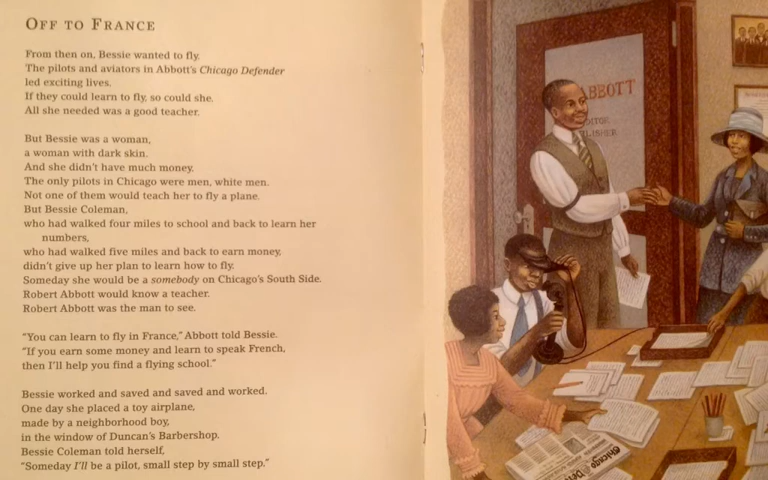 OFF TO FRANCE
From then on, Bessie wanted to fly.
The pilots and aviators in Abbott's Chicago Defender
led exciting lives.
If they could learn to fly, so could she.
All she needed was a good teacher.
But Bessie was a woman,
a woman with dark skin.
And she didn't have much money.
The only pilots in Chicago were men, white men.
Not one of them would teach her to fly a plane.
But Bessie Coleman,
who had walked four miles to school and back to learn her
numbers,
who had walked five miles and back to earn money,
didn't give up her plan to learn how to fly.
Someday she would be a somebody on Chicago's South Side.
Robert Abbott would know a teacher.
Robert Abbott was the man to see.
"You can learn to fly in France," Abbott told Bessie.
"If you earn some money and learn to speak French,
then I'll help you find a flying school."
Bessie worked and saved and saved and worked.
One day she placed a toy airplane,
made by a neighborhood boy,
in the window of Duncan's Barbershop.
Bessie Coleman told herself,
"Someday I'll be a pilot, small step by small step."
ABBOTT
LISHER
Chicago